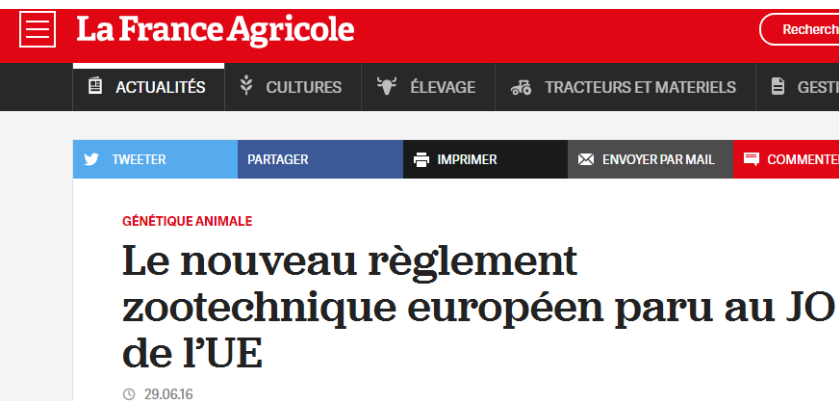 La France Agricole
Recherch
ACTUALITÉS CULTURES ÉLEVAGE TRACTEURS ET MATERIELS GESTI
TWEETER PARTAGER IMPRIMER ENVOYER PAR MAIL COMMENTE
GÉNÉTIQUE ANIMALE
Le nouveau règlement
zootechnique européen paru au JO
de l'UE
29.06.16